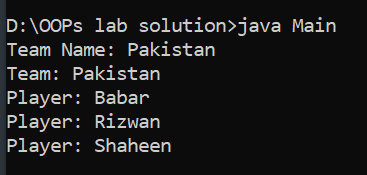 D:\OOPs lab solution>java Main
Team Name: Pakistan
Team: Pakistan
Player: Babar
Player: Rizwan
Player: Shaheen